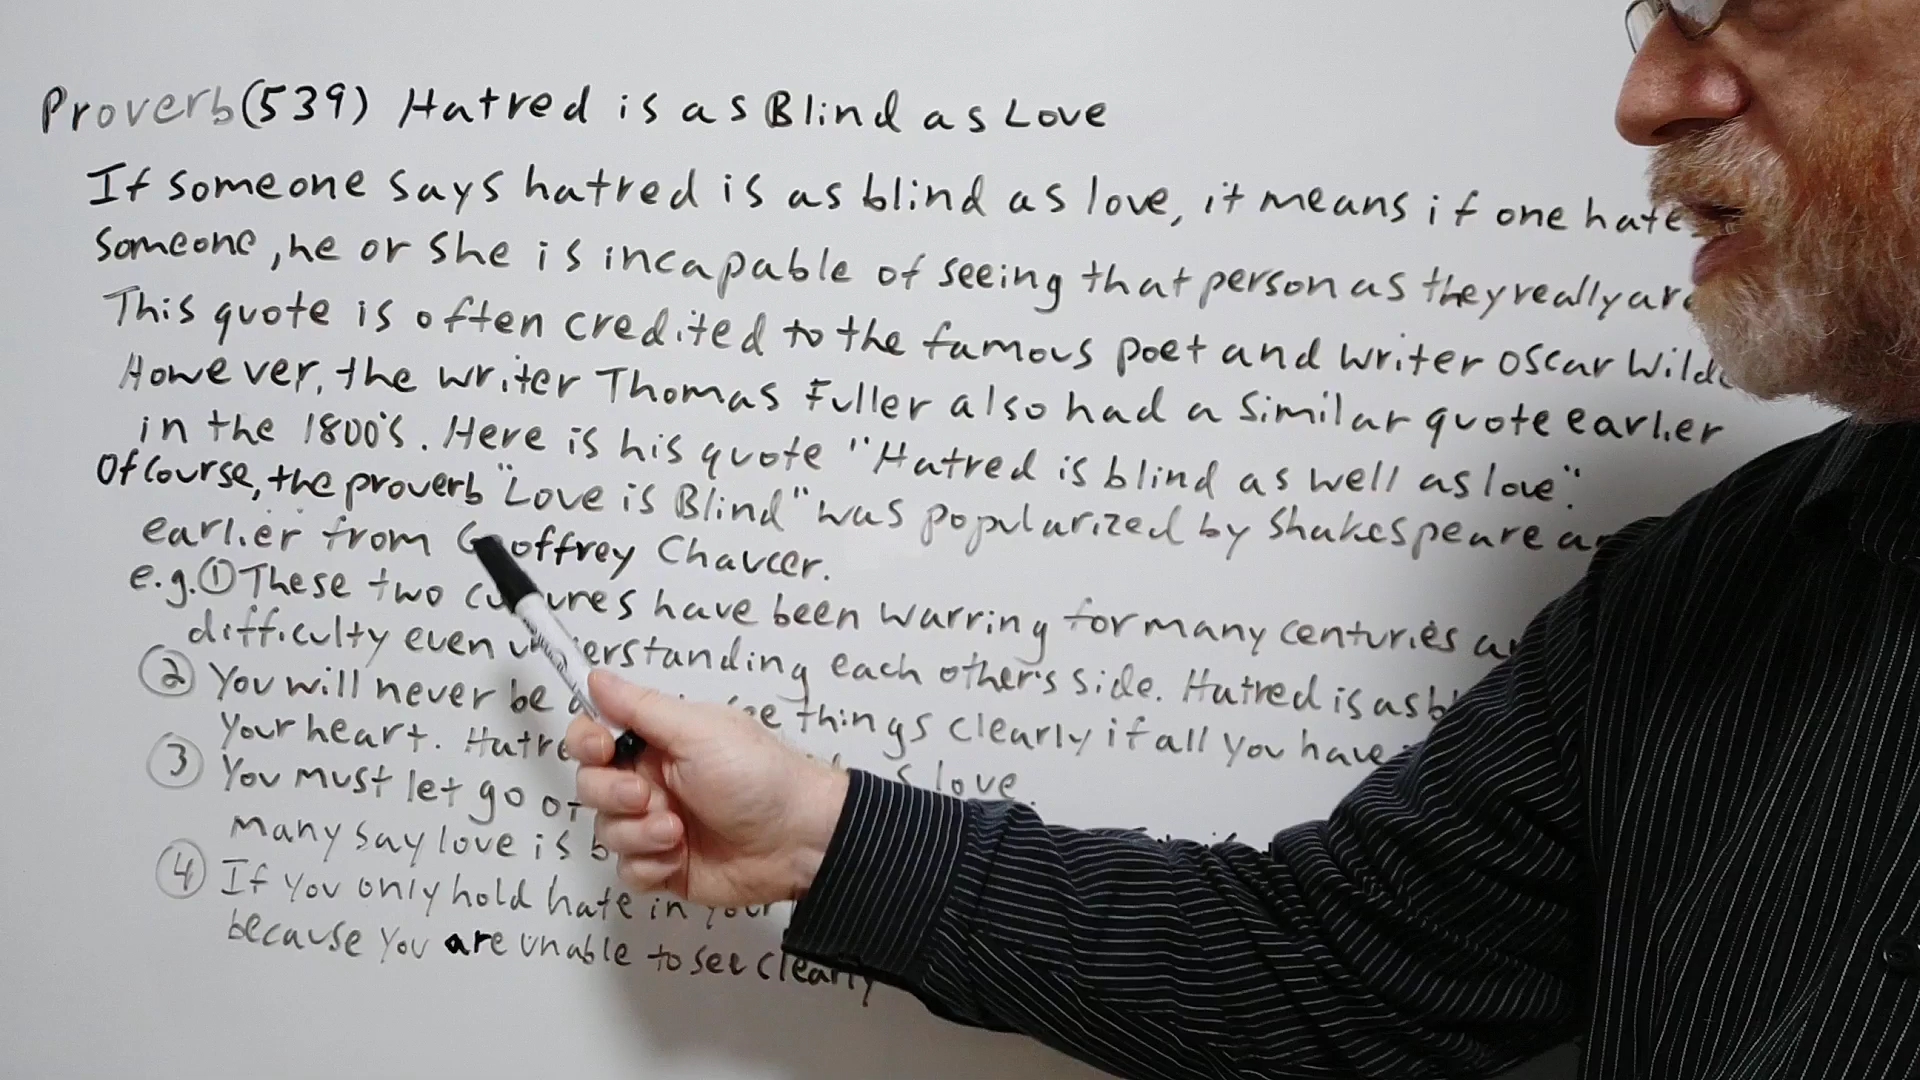 Proverb (539) Hatred is as Blind as Love
If someone says hatred is as blind as love, it means if one hate
someone, he or she is incapable of seeing that person as they really are
This quote is often credited to the famous poet and writer Oscar Wilde
However, the writer Thomas Fuller also had a similar quote earlier
in the 1800's. Here is his quote "Hatred is blind as well as love".
Of course, the proverb "Love is Blind" was popularized by Shakespeare
earlier from Geoffrey Chaucer.
e.g. ① These two cultures have been warring for many centuries
difficulty even understanding each other's side. Hatred is as
② You will never be things clearly if all you have
your heart. love.
③ You must let go of
many say love is
④ If you only hold hate in your
because you are unable to see clearly